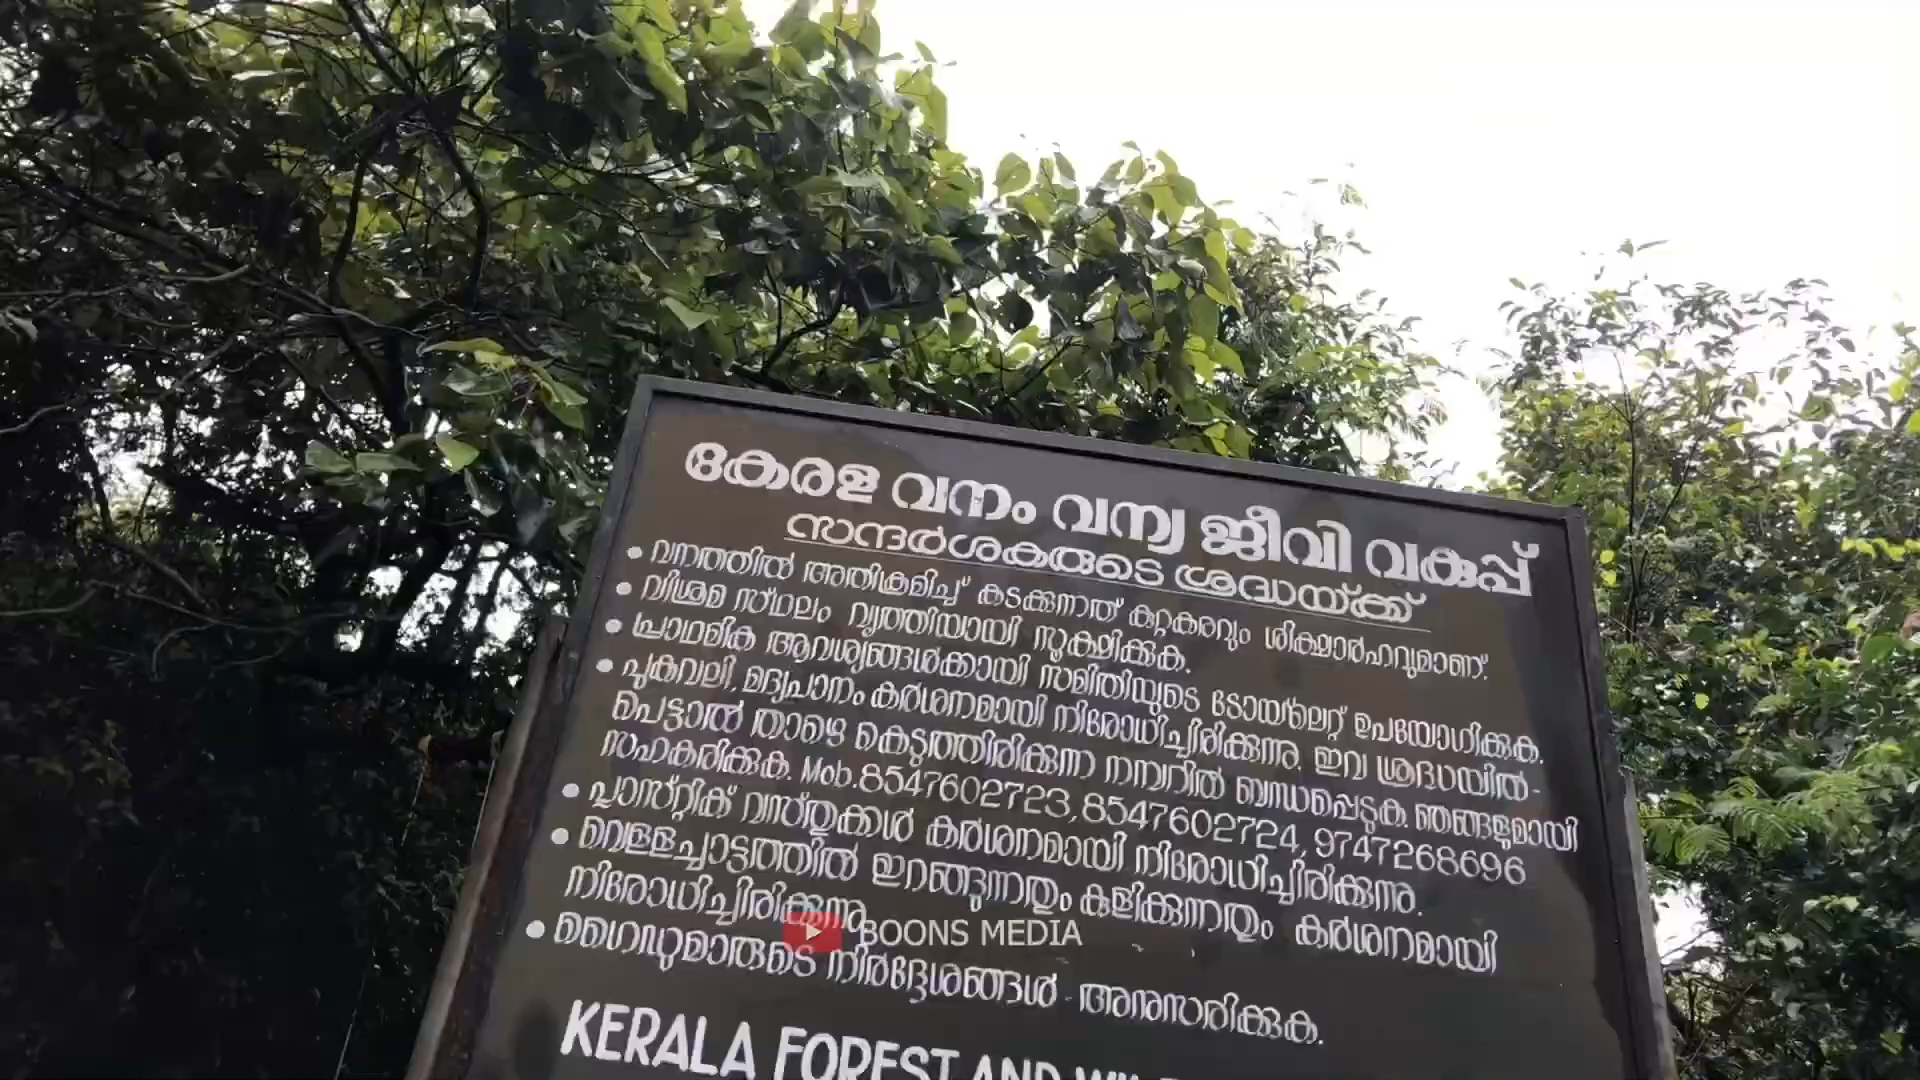 കേരള വനം വന്യ ജീവി വകുപ്പ്
സന്ദർശകരുടെ ശ്രദ്ധയ്ക്ക്
• വനത്തിൽ അതിക്രമിച്ച് കടക്കുന്നത് കുറ്റകരവും ശിക്ഷാർഹവുമാണ്.
• വിശ്രമ സ്ഥലം വൃത്തിയായി സൂക്ഷിക്കുക.
• പ്രാഥമിക ആവശ്യങ്ങൾക്കായി സമിതിയുടെ ടോയ്‌ലെറ്റ് ഉപയോഗിക്കുക.
• പുകവലി, മദ്യപാനം കർശനമായി നിരോധിച്ചിരിക്കുന്നു. ഇവ ശ്രദ്ധയിൽ-
പെട്ടാൽ താഴെ കൊടുത്തിരിക്കുന്ന നമ്പറിൽ ബന്ധപ്പെടുക. ഞങ്ങളുമായി
സഹകരിക്കുക. Mob.8547602723, 8547602724, 9747268696
• പ്ലാസ്റ്റിക് വസ്തുക്കൾ കർശനമായി നിരോധിച്ചിരിക്കുന്നു.
• വെള്ളച്ചാട്ടത്തിൽ ഇറങ്ങുന്നതും കുളിക്കുന്നതും കർശനമായി
നിരോധിച്ചിരിക്കുന്നു.
BOONS MEDIA
• ഗൈഡുമാരുടെ നിർദ്ദേശങ്ങൾ - അനുസരിക്കുക.
KERALA FOREST AND